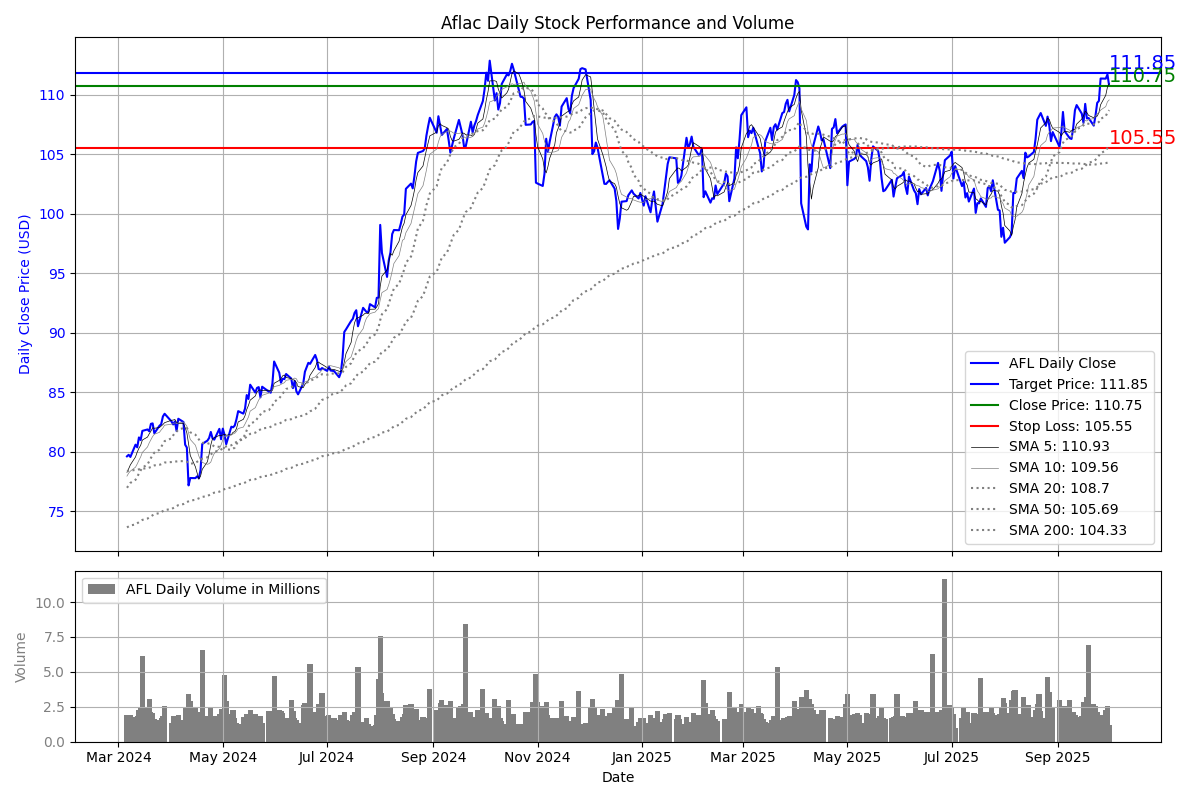 Aflac Daily Stock Performance and Volume
111.85
110.75
105.55
Daily Close Price (USD)
110
105
100
95
90
85
80
75
AFL Daily Close
Target Price: 111.85
Close Price: 110.75
Stop Loss: 105.55
SMA 5: 110.93
SMA 10: 109.56
SMA 20: 108.7
SMA 50: 105.69
SMA 200: 104.33
AFL Daily Volume in Millions
Volume
10.0
7.5
5.0
2.5
0.0
Mar 2024 May 2024 Jul 2024 Sep 2024 Nov 2024 Jan 2025 Mar 2025 May 2025 Jul 2025 Sep 2025
Date